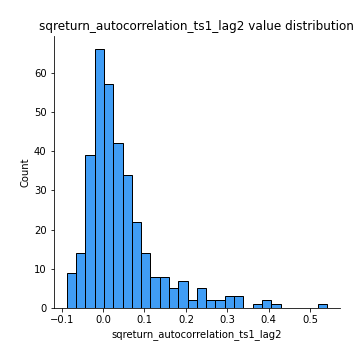 sqreturn_autocorrelation_ts1_lag2 value distribution
60
50
40
30
20
10
0
Count
−0.1 0.0 0.1 0.2 0.3 0.4 0.5
sqreturn_autocorrelation_ts1_lag2